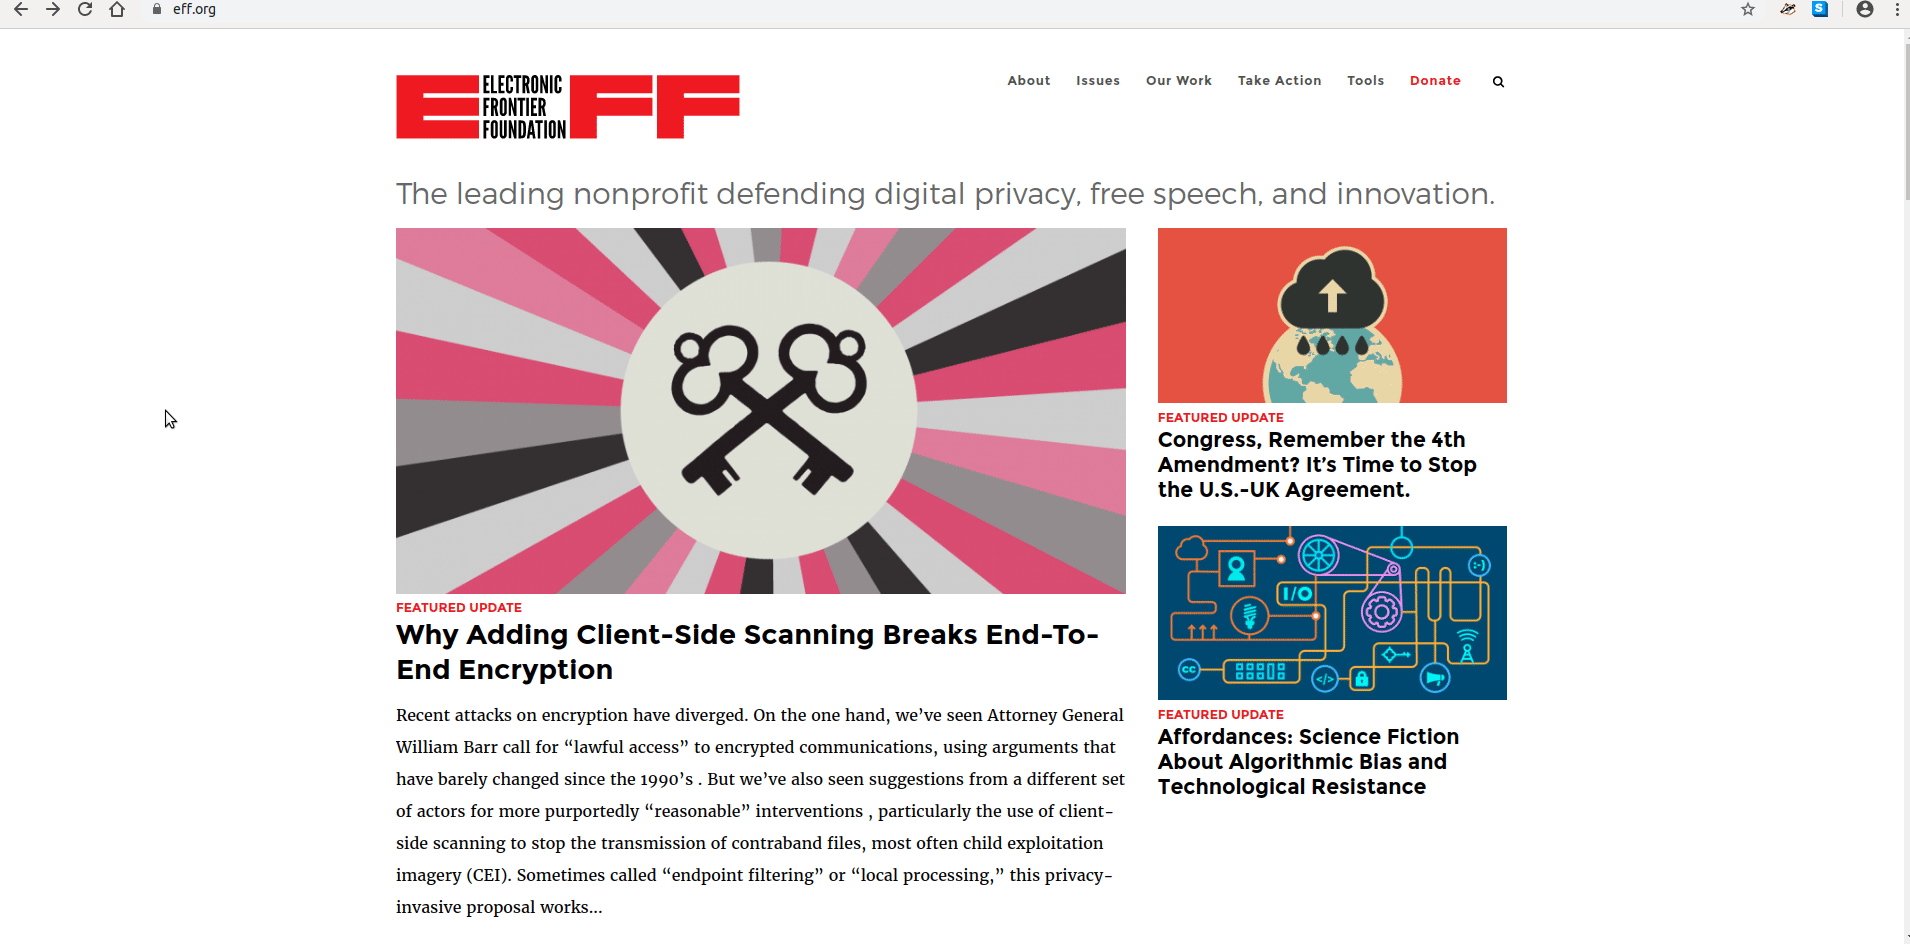 eff.org
S
ELECTRONIC
FRONTIER
FOUNDATION
EFF
About Issues Our Work Take Action Tools Donate
The leading nonprofit defending digital privacy, free speech, and innovation.
FEATURED UPDATE
Why Adding Client-Side Scanning Breaks End-To-
End Encryption
Recent attacks on encryption have diverged. On the one hand, we’ve seen Attorney General
William Barr call for “lawful access” to encrypted communications, using arguments that
have barely changed since the 1990’s . But we’ve also seen suggestions from a different set
of actors for more purportedly “reasonable” interventions , particularly the use of client-
side scanning to stop the transmission of contraband files, most often child exploitation
imagery (CEI). Sometimes called “endpoint filtering” or “local processing,” this privacy-
invasive proposal works...
FEATURED UPDATE
Congress, Remember the 4th
Amendment? It’s Time to Stop
the U.S.-UK Agreement.
I/O
:-)
cc
</>
FEATURED UPDATE
Affordances: Science Fiction
About Algorithmic Bias and
Technological Resistance